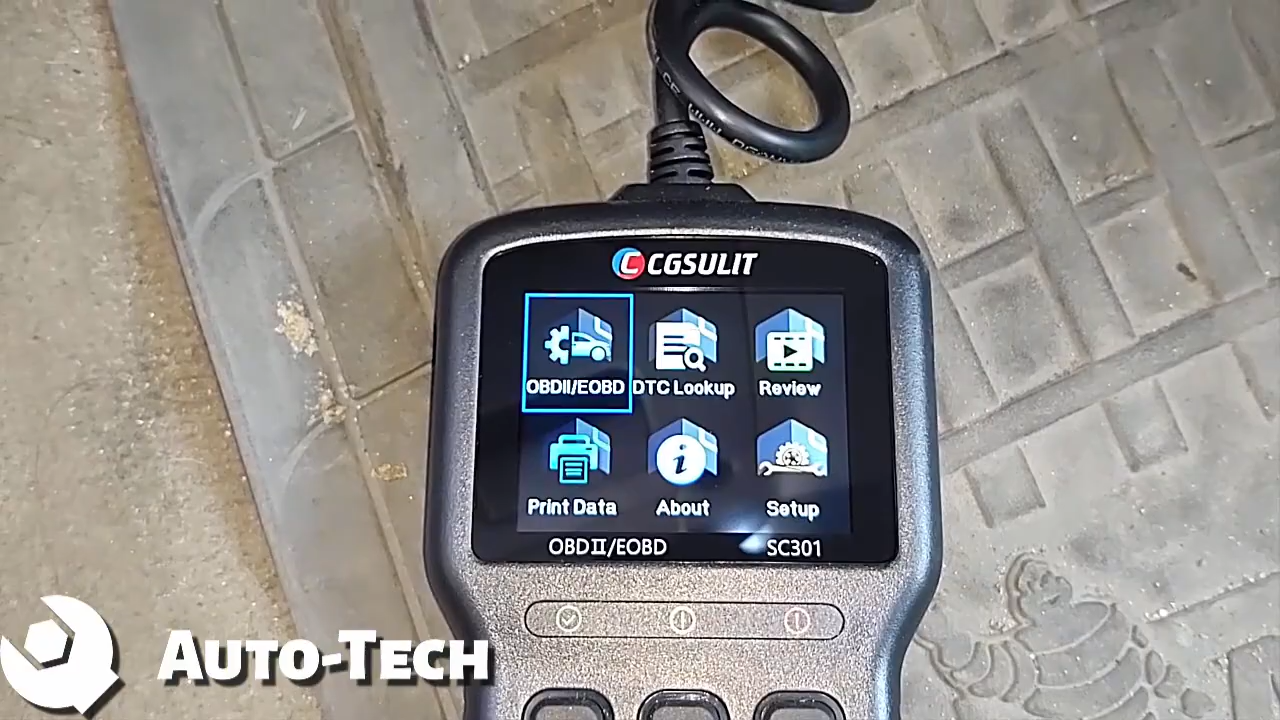 CGSULIT
OBDII/EOBD DTC Lookup Review
Print Data About Setup
OBDII/EOBD SC301
AUTO-TECH